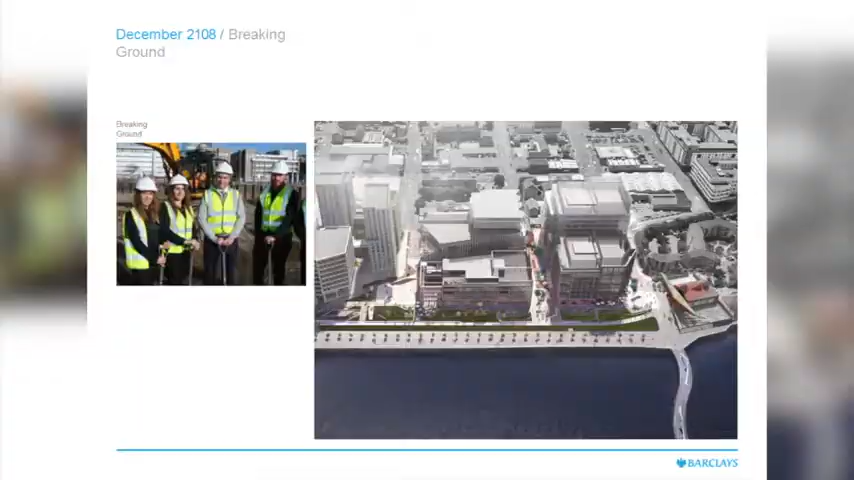 December 2108 / Breaking
Ground
Breaking
Ground
BARCLAYS